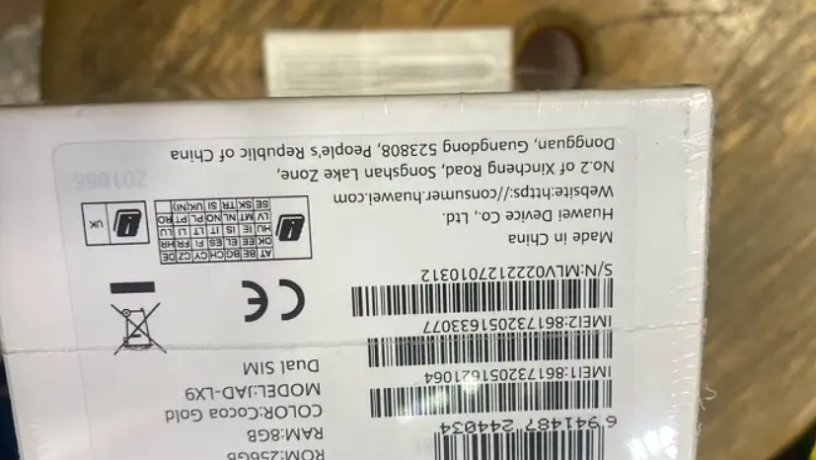 ROM:256GB
RAM:8GB
COLOR:Cocoa Gold
MODEL:JAD-LX9
Dual SIM
6 941487 244034
IMEI1:861732051621064
IMEI2:861732051633077
S/N:MLV0222127010312
CE
Made in China
Huawei Device Co., Ltd.
Website:https://consumer.huawei.com
No.2 of Xincheng Road, Songshan Lake Zone,
Dongguan, Guangdong 523808, People's Republic of China
AT BE BG CH CY CZ DE
DK EE EL ES FI FR HR
HU IE IS IT LT LI LU
LV MT NL NO PL PT RO
SE SK TR SI UK(NI)
UK